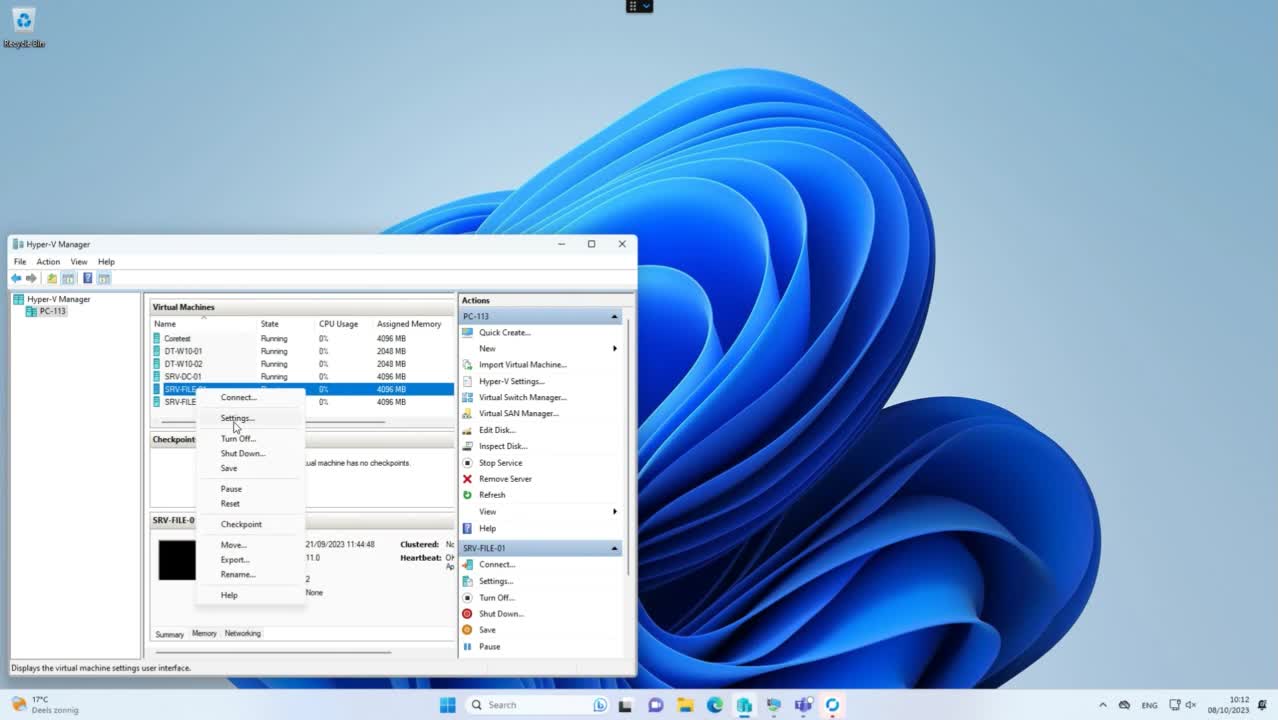 Recycle Bin
Hyper-V Manager
File Action View Help
Hyper-V Manager
PC-113
Virtual Machines
Name State CPU Usage Assigned Memory
Coretest Running 0% 4096 MB
DT-W10-01 Running 0% 2048 MB
DT-W10-02 Running 0% 2048 MB
SRV-DC-01 Running 0% 4096 MB
SRV-FILE-01 0% 4096 MB
SRV-FILE 0% 4096 MB
Connect...
Settings...
Turn Off...
Shut Down...
Save
Pause
Reset
Checkpoint
Move...
Export...
Rename...
Help
Checkpoint
machine has no checkpoints.
SRV-FILE-0
21/09/2023 11:44:48 Clustered:
11.0 Heartbeat: OK
2
None
Summary Memory Networking
Displays the virtual machine settings user interface.
Actions
PC-113
Quick Create...
New
Import Virtual Machine...
Hyper-V Settings...
Virtual Switch Manager...
Virtual SAN Manager...
Edit Disk...
Inspect Disk...
Stop Service
Remove Server
Refresh
View
Help
SRV-FILE-01
Connect...
Settings...
Turn Off...
Shut Down...
Save
Pause
17°C
Deels zonnig
Search
ENG
10:12
08/10/2023